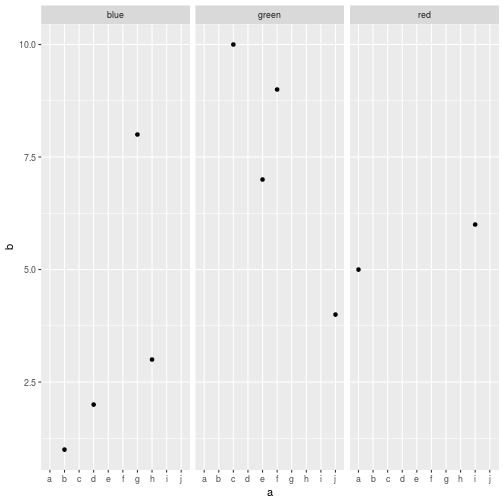 blue green red
10.0
7.5
5.0
2.5
b
a b c d e f g h i j a b c d e f g h i j a b c d e f g h i j
a